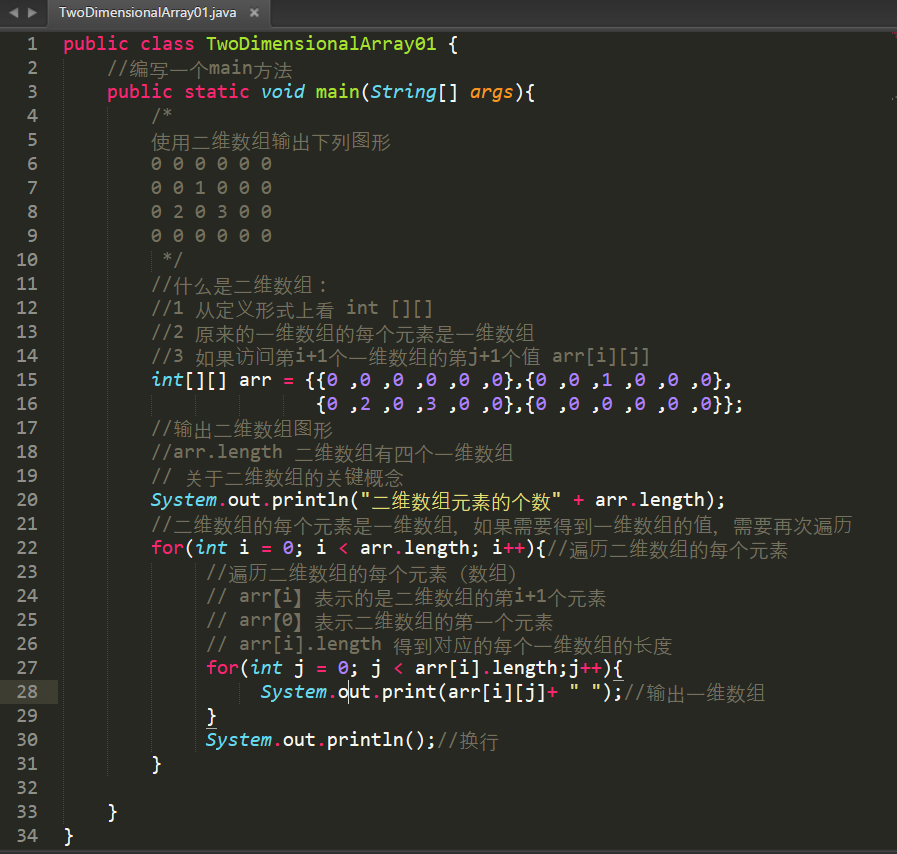 TwoDimensionalArray01.java ×
1 public class TwoDimensionalArray01 {
2     //编写一个main方法
3     public static void main(String[] args){
4         /*
5         使用二维数组输出下列图形
6         0 0 0 0 0 0
7         0 0 1 0 0 0
8         0 2 0 3 0 0
9         0 0 0 0 0 0
10          */
11         //什么是二维数组：
12         //1 从定义形式上看 int [][]
13         //2 原来的一维数组的每个元素是一维数组
14         //3 如果访问第i+1个一维数组的第j+1个值 arr[i][j]
15         int[][] arr = {{0 ,0 ,0 ,0 ,0 ,0},{0 ,0 ,1 ,0 ,0 ,0},
16                        {0 ,2 ,0 ,3 ,0 ,0},{0 ,0 ,0 ,0 ,0 ,0}};
17         //输出二维数组图形
18         //arr.length 二维数组有四个一维数组
19         // 关于二维数组的关键概念
20         System.out.println("二维数组元素的个数" + arr.length);
21         //二维数组的每个元素是一维数组，如果需要得到一维数组的值，需要再次遍历
22         for(int i = 0; i < arr.length; i++){//遍历二维数组的每个元素
23             //遍历二维数组的每个元素（数组）
24             // arr【i】表示的是二维数组的第i+1个元素
25             // arr【0】表示二维数组的第一个元素
26             // arr[i].length 得到对应的每个一维数组的长度
27             for(int j = 0; j < arr[i].length;j++){
28                 System.out.print(arr[i][j]+ " ");//输出一维数组
29             }
30             System.out.println();//换行
31         }
32
33     }
34 }